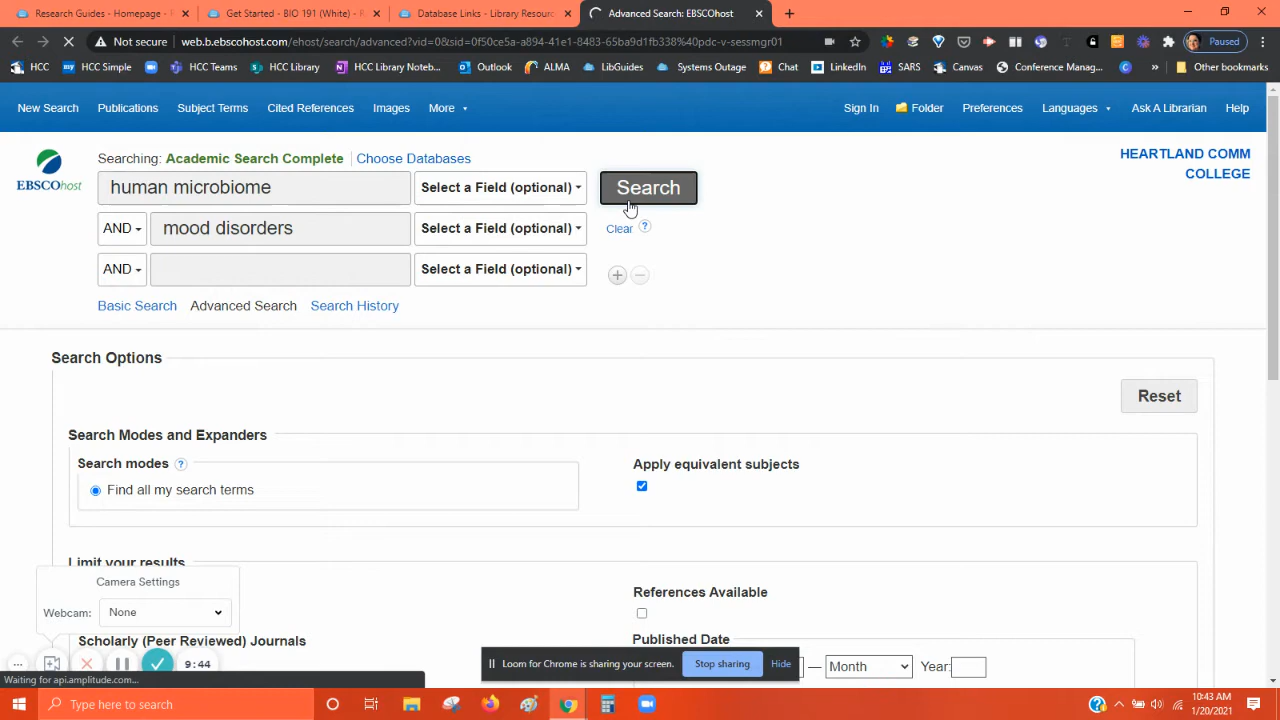 Research Guides - Homepage - R
Get Started - BIO 191 (White) - R
Database Links - Library Resourc
Advanced Search: EBSCOhost
Not secure
web.b.ebscohost.com/ehost/search/advanced?vid=0&sid=0f50ce5a-a894-41e1-8483-65ba9d1fb338%40pdc-v-sessmgr01
Paused
HCC
HCC Simple
HCC Teams
HCC Library
HCC Library Noteb...
Outlook
ALMA
LibGuides
Systems Outage
Chat
LinkedIn
SARS
Canvas
Conference Manag...
»
Other bookmarks
New Search
Publications
Subject Terms
Cited References
Images
More
Sign In
Folder
Preferences
Languages
Ask A Librarian
Help
EBSCOhost
Searching: Academic Search Complete
Choose Databases
HEARTLAND COMM
COLLEGE
human microbiome
Select a Field (optional)
Search
AND
mood disorders
Select a Field (optional)
Clear
?
AND
Select a Field (optional)
Basic Search
Advanced Search
Search History
Search Options
Reset
Search Modes and Expanders
Search modes
?
Find all my search terms
Apply equivalent subjects
Limit your results
Camera Settings
Webcam:
None
References Available
Scholarly (Peer Reviewed) Journals
Published Date
— Month
Year:
9:44
Loom for Chrome is sharing your screen.
Stop sharing
Hide
Waiting for api.amplitude.com...
Type here to search
10:43 AM
1/20/2021